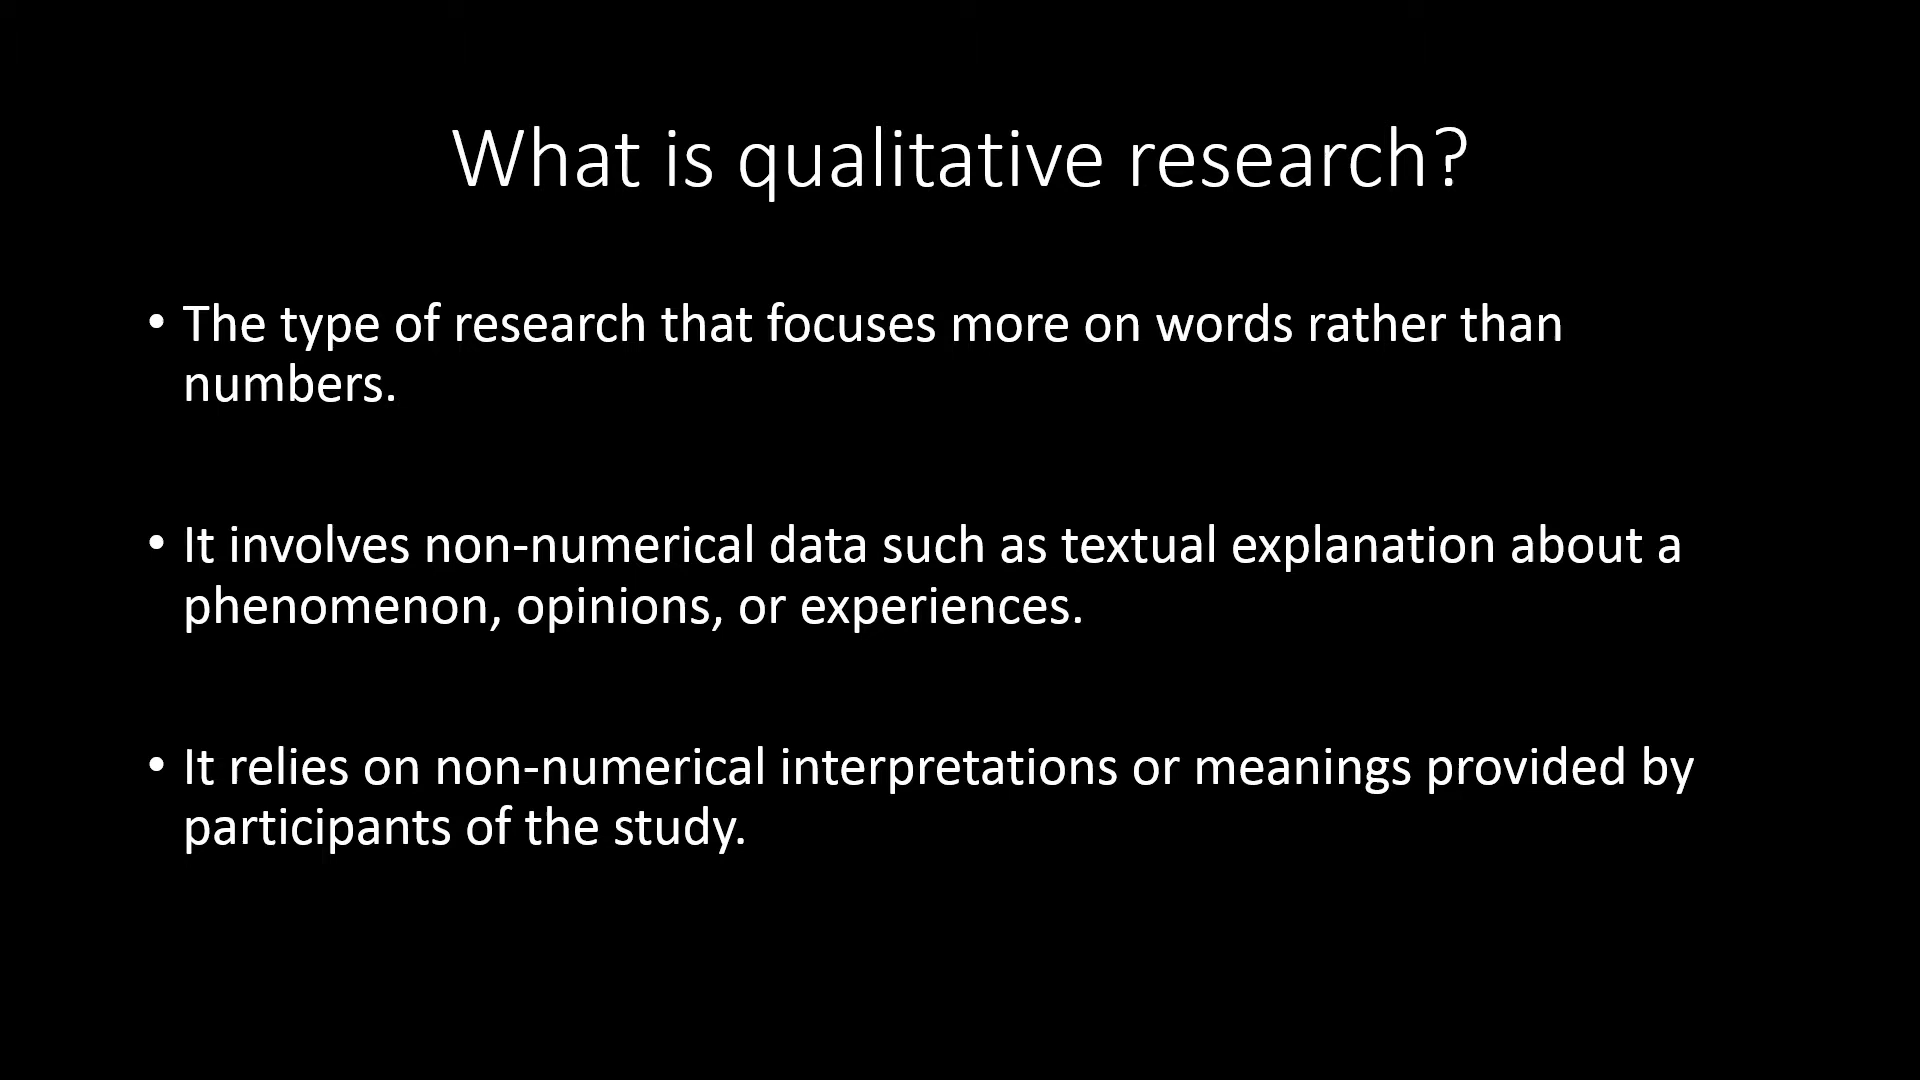 What is qualitative research?
• The type of research that focuses more on words rather than
numbers.
• It involves non-numerical data such as textual explanation about a
phenomenon, opinions, or experiences.
• It relies on non-numerical interpretations or meanings provided by
participants of the study.